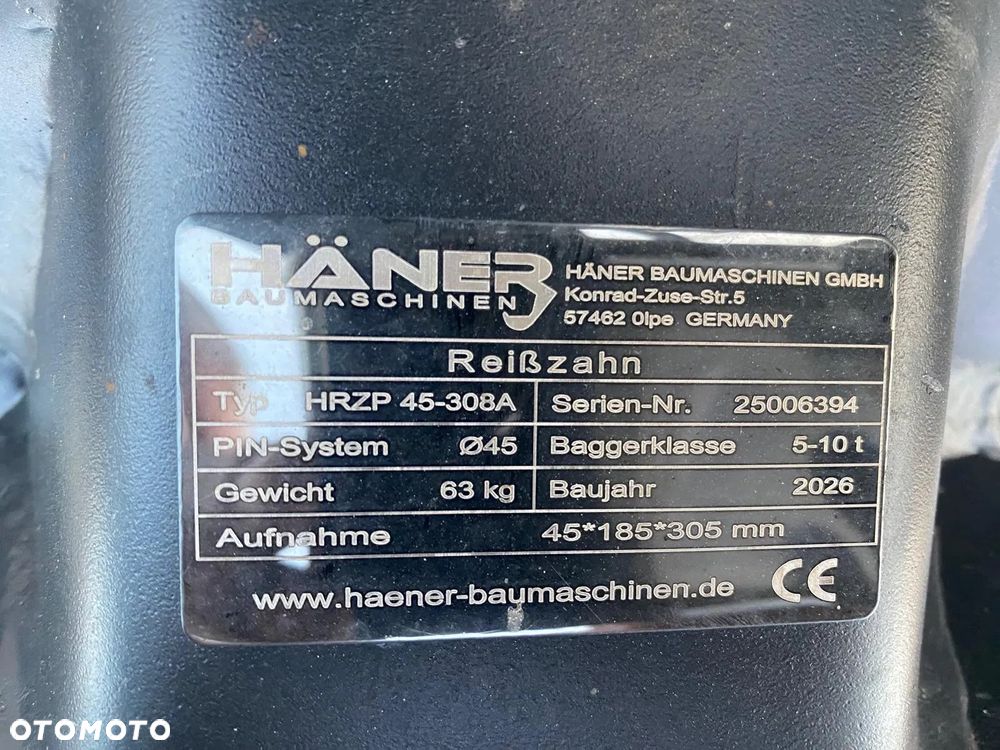 HÄNER
BAUMASCHINEN
HÄNER BAUMASCHINEN GMBH
Konrad-Zuse-Str.5
57462 Olpe GERMANY
Reißzahn
Typ HRZP 45-308A Serien-Nr. 25006394
PIN-System Ø45 Baggerklasse 5-10 t
Gewicht 63 kg Baujahr 2026
Aufnahme 45*185*305 mm
www.haener-baumaschinen.de CE
OTOMOTO